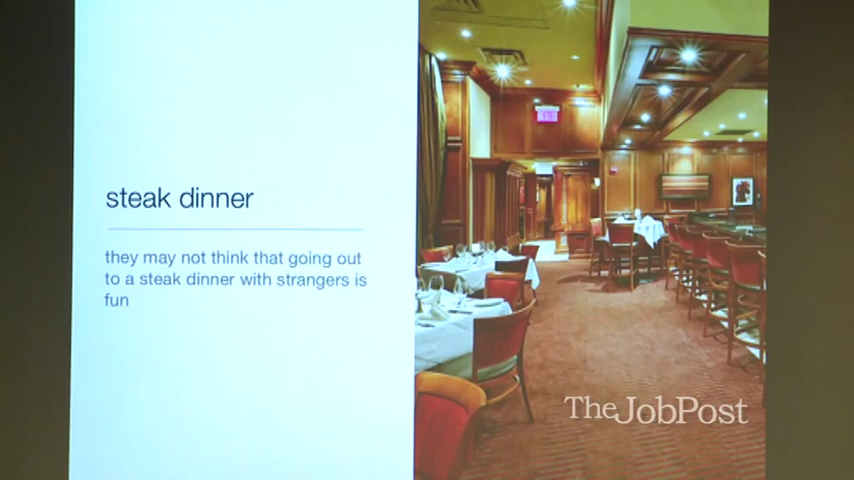 steak dinner
they may not think that going out
to a steak dinner with strangers is
fun
TheJobPost